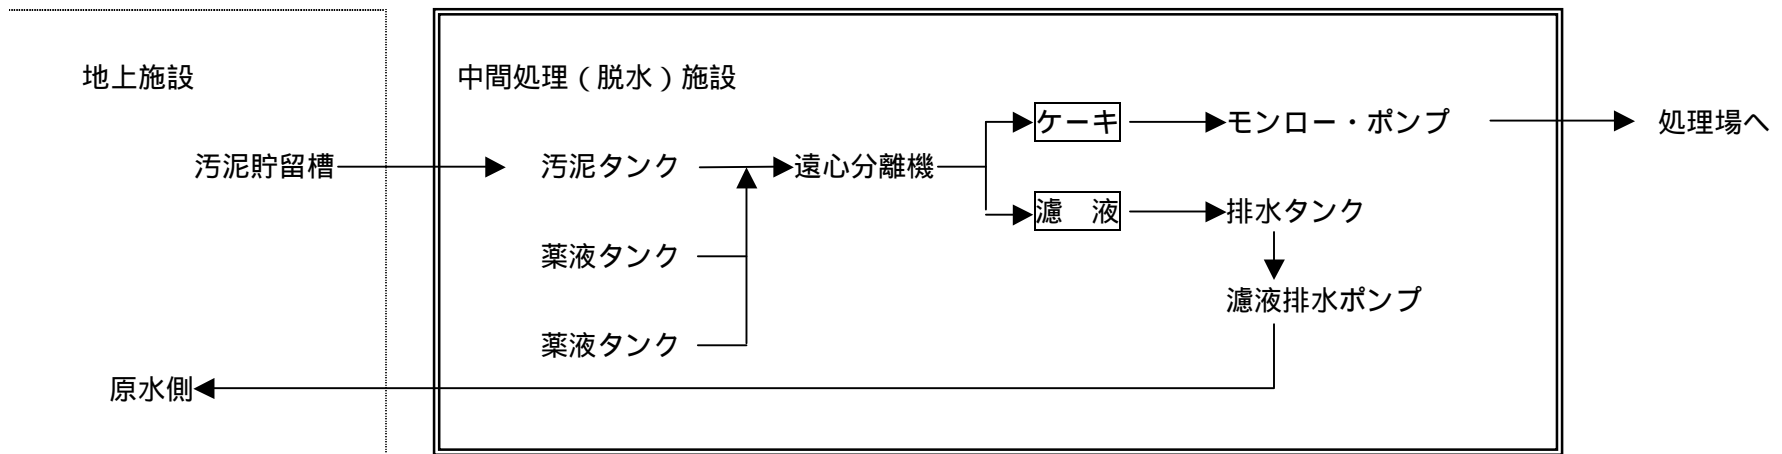 地上施設
中間処理（脱水）施設
ケーキ
モンロー・ポンプ
処理場へ
汚泥貯留槽
汚泥タンク
遠心分離機
濾　液
排水タンク
薬液タンク
濾液排水ポンプ
薬液タンク
原水側